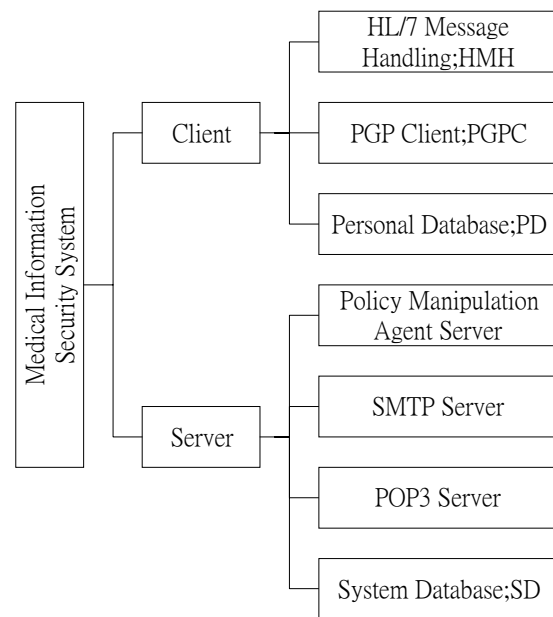 Medical Information
Security System
Client
HL/7 Message
Handling;HMH
PGP Client;PGPC
Personal Database;PD
Server
Policy Manipulation
Agent Server
SMTP Server
POP3 Server
System Database;SD